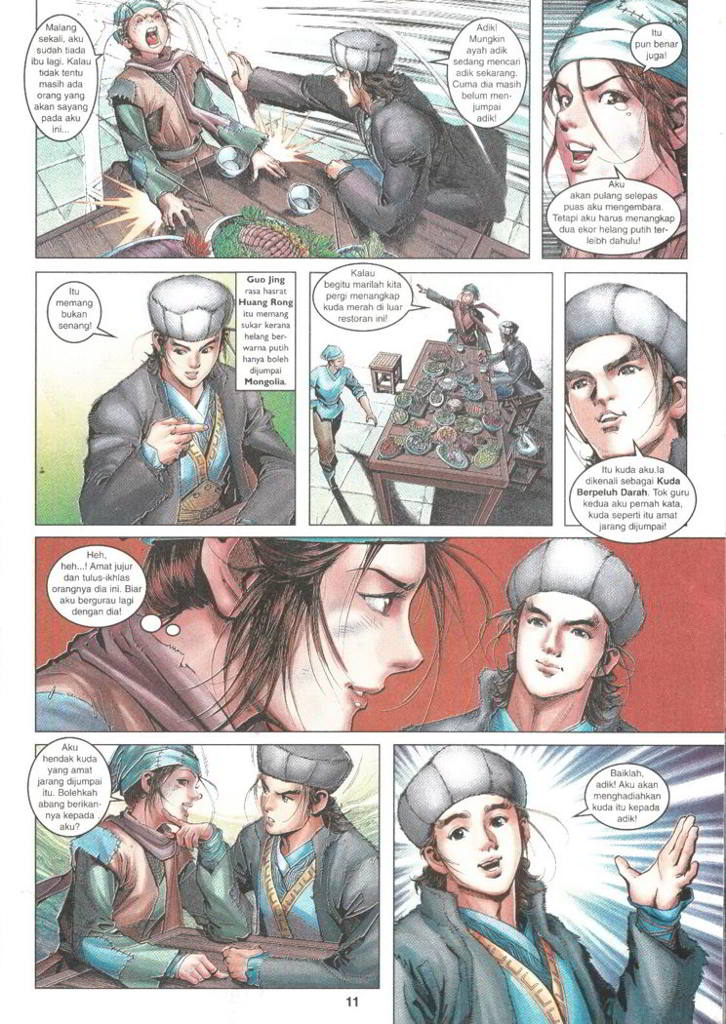 Malang
sekali, aku
sudah tiada
ibu lagi. Kalau
tidak tentu
masih ada
orang yang
akan sayang
pada aku
ini...
Adik!
Mungkin
ayah adik
sedang mencari
adik sekarang.
Cuma dia masih
belum men-
jumpai
adik!
Itu
pun benar
juga!
Aku
akan pulang selepas
puas aku mengembara.
Tetapi aku harus menangkap
dua ekor helang putih ter-
leibh dahulu!
Itu
memang
bukan
senang!
Guo Jing
rasa hasrat
Huang Rong
itu memang
sukar kerana
helang ber-
warna putih
hanya boleh
dijumpai
Mongolia.
Kalau
begitu marilah kita
pergi menangkap
kuda merah di luar
restoran ini!
Itu kuda aku.Ia
dikenali sebagai Kuda
Berpeluh Darah. Tok guru
kedua aku pernah kata,
kuda seperti itu amat
jarang dijumpai!
Heh,
heh...! Amat jujur
dan tulus-ikhlas
orangnya dia ini. Biar
aku bergurau lagi
dengan dia!
Aku
hendak kuda
yang amat
jarang dijumpai
itu. Bolehkah
abang berikan-
nya kepada
aku?
Baiklah,
adik! Aku akan
menghadiahkan
kuda itu kepada
adik!
11